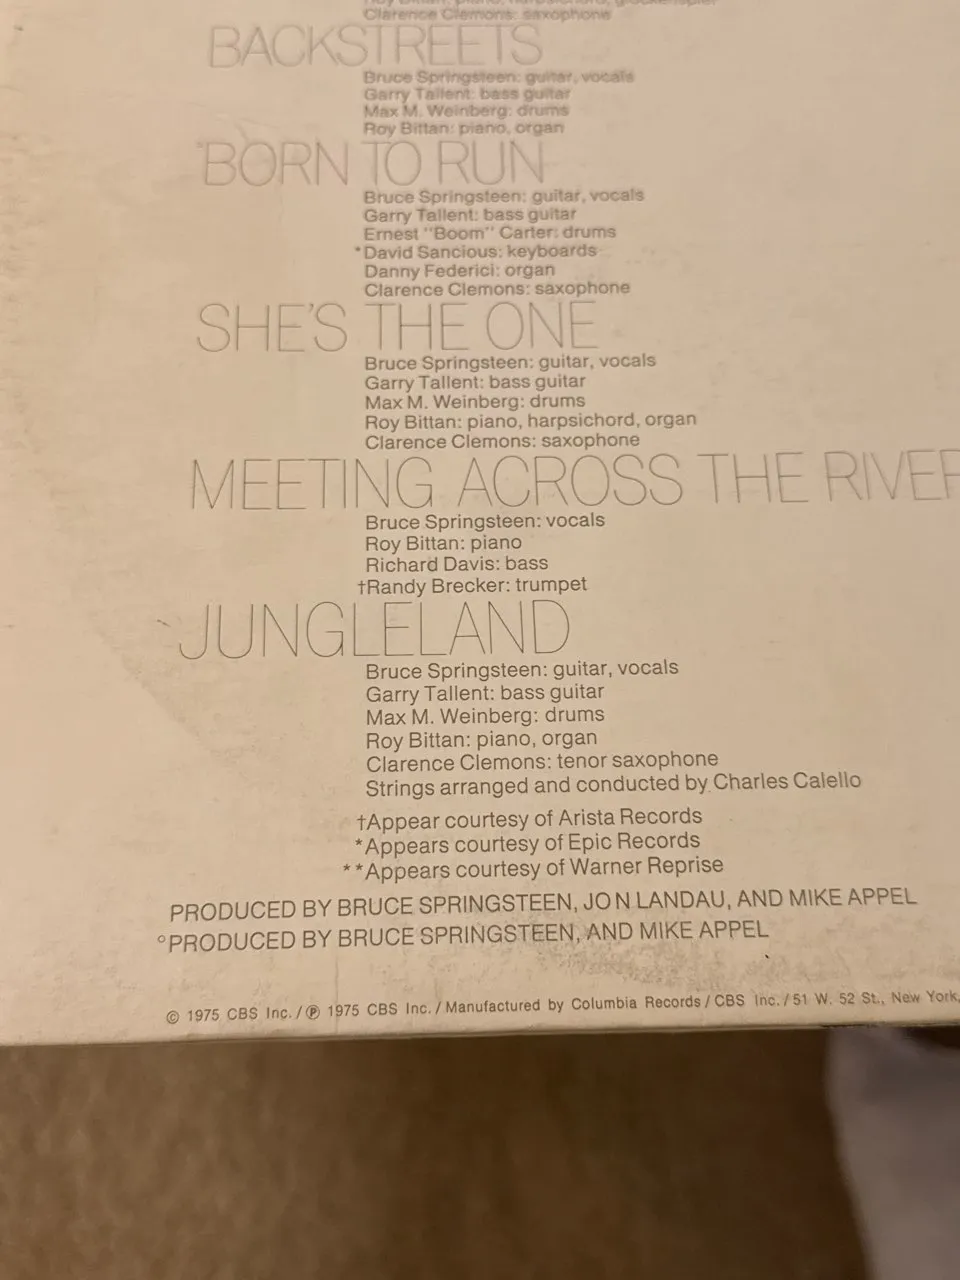 Roy Bittan: piano, harpsichord, glockenspiel
Clarence Clemons: saxophone
BACKSTREETS
Bruce Springsteen: guitar, vocals
Garry Tallent: bass guitar
Max M. Weinberg: drums
Roy Bittan: piano, organ
°BORN TO RUN
Bruce Springsteen: guitar, vocals
Garry Tallent: bass guitar
Ernest "Boom" Carter: drums
*David Sancious: keyboards
Danny Federici: organ
Clarence Clemons: saxophone
SHE'S THE ONE
Bruce Springsteen: guitar, vocals
Garry Tallent: bass guitar
Max M. Weinberg: drums
Roy Bittan: piano, harpsichord, organ
Clarence Clemons: saxophone
MEETING ACROSS THE RIVER
Bruce Springsteen: vocals
Roy Bittan: piano
Richard Davis: bass
†Randy Brecker: trumpet
JUNGLELAND
Bruce Springsteen: guitar, vocals
Garry Tallent: bass guitar
Max M. Weinberg: drums
Roy Bittan: piano, organ
Clarence Clemons: tenor saxophone
Strings arranged and conducted by Charles Calello
†Appear courtesy of Arista Records
*Appears courtesy of Epic Records
**Appears courtesy of Warner Reprise
PRODUCED BY BRUCE SPRINGSTEEN, JON LANDAU, AND MIKE APPEL
°PRODUCED BY BRUCE SPRINGSTEEN, AND MIKE APPEL
© 1975 CBS Inc./℗ 1975 CBS Inc./Manufactured by Columbia Records/CBS Inc./51 W. 52 St., New York,